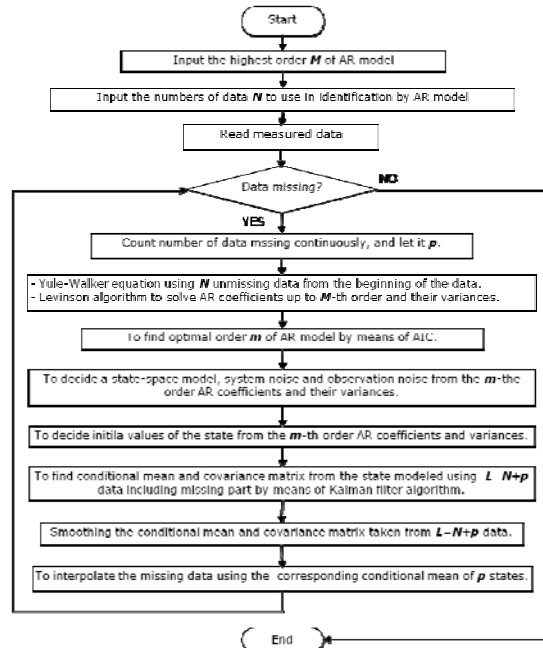 Start
Input the highest order M of AR model
Input the numbers of data N to use in identification by AR model
Read measured data
Data missing?
NO
YES
Count number of data mssing continuously, and let it p.
- Yule-Walker equation using N unmissing data from the beginning of the data.
- Levinson algorithm to solve AR coefficients up to M-th order and their variances.
To find optimal order m of AR model by means of AIC.
To decide a state-space model, system noise and observation noise from the m-the
order AR coefficients and their variances.
To decide initila values of the state from the m-th order AR coefficients and variances.
To find conditional mean and covariance matrix from the state modeled using L N+p
data including missing part by means of Kalman filter algorithm.
Smoothing the conditional mean and covariance matrix taken from L-N+p data.
To interpolate the missing data using the corresponding conditional mean of p states.
End